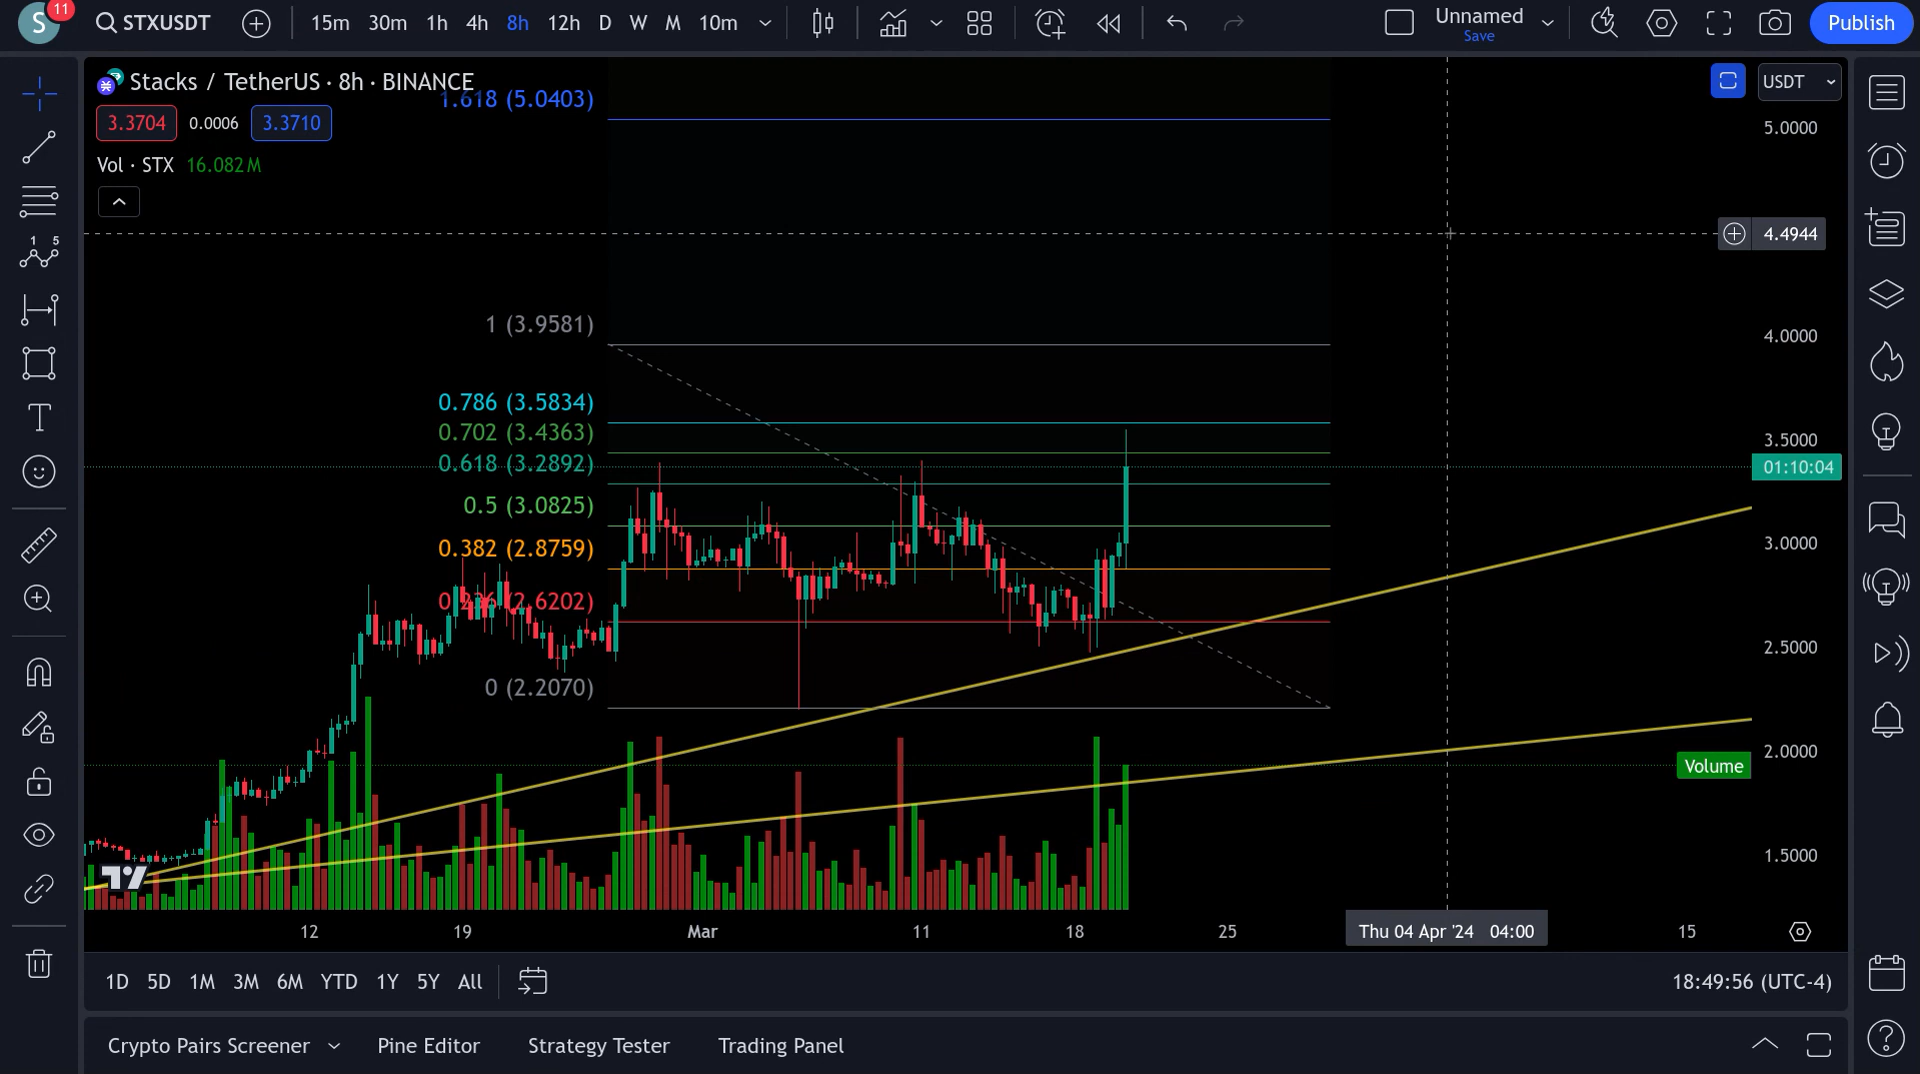 S
11
STXUSDT
15m 30m 1h 4h 8h 12h D W M 10m
Unnamed
Save
Publish
Stacks / TetherUS · 8h · BINANCE
USDT
3.3704 0.0006 3.3710
Vol · STX 16.082 M
1.618 (5.0403)
1 (3.9581)
0.786 (3.5834)
0.702 (3.4363)
0.618 (3.2892)
0.5 (3.0825)
0.382 (2.8759)
0.236 (2.6202)
0 (2.2070)
5.0000
4.4944
4.0000
3.5000
01:10:04
3.0000
2.5000
2.0000
Volume
1.5000
1 5
T
12 19 Mar 11 18 25 Thu 04 Apr '24 04:00 15
1D 5D 1M 3M 6M YTD 1Y 5Y All
18:49:56 (UTC-4)
Crypto Pairs Screener Pine Editor Strategy Tester Trading Panel